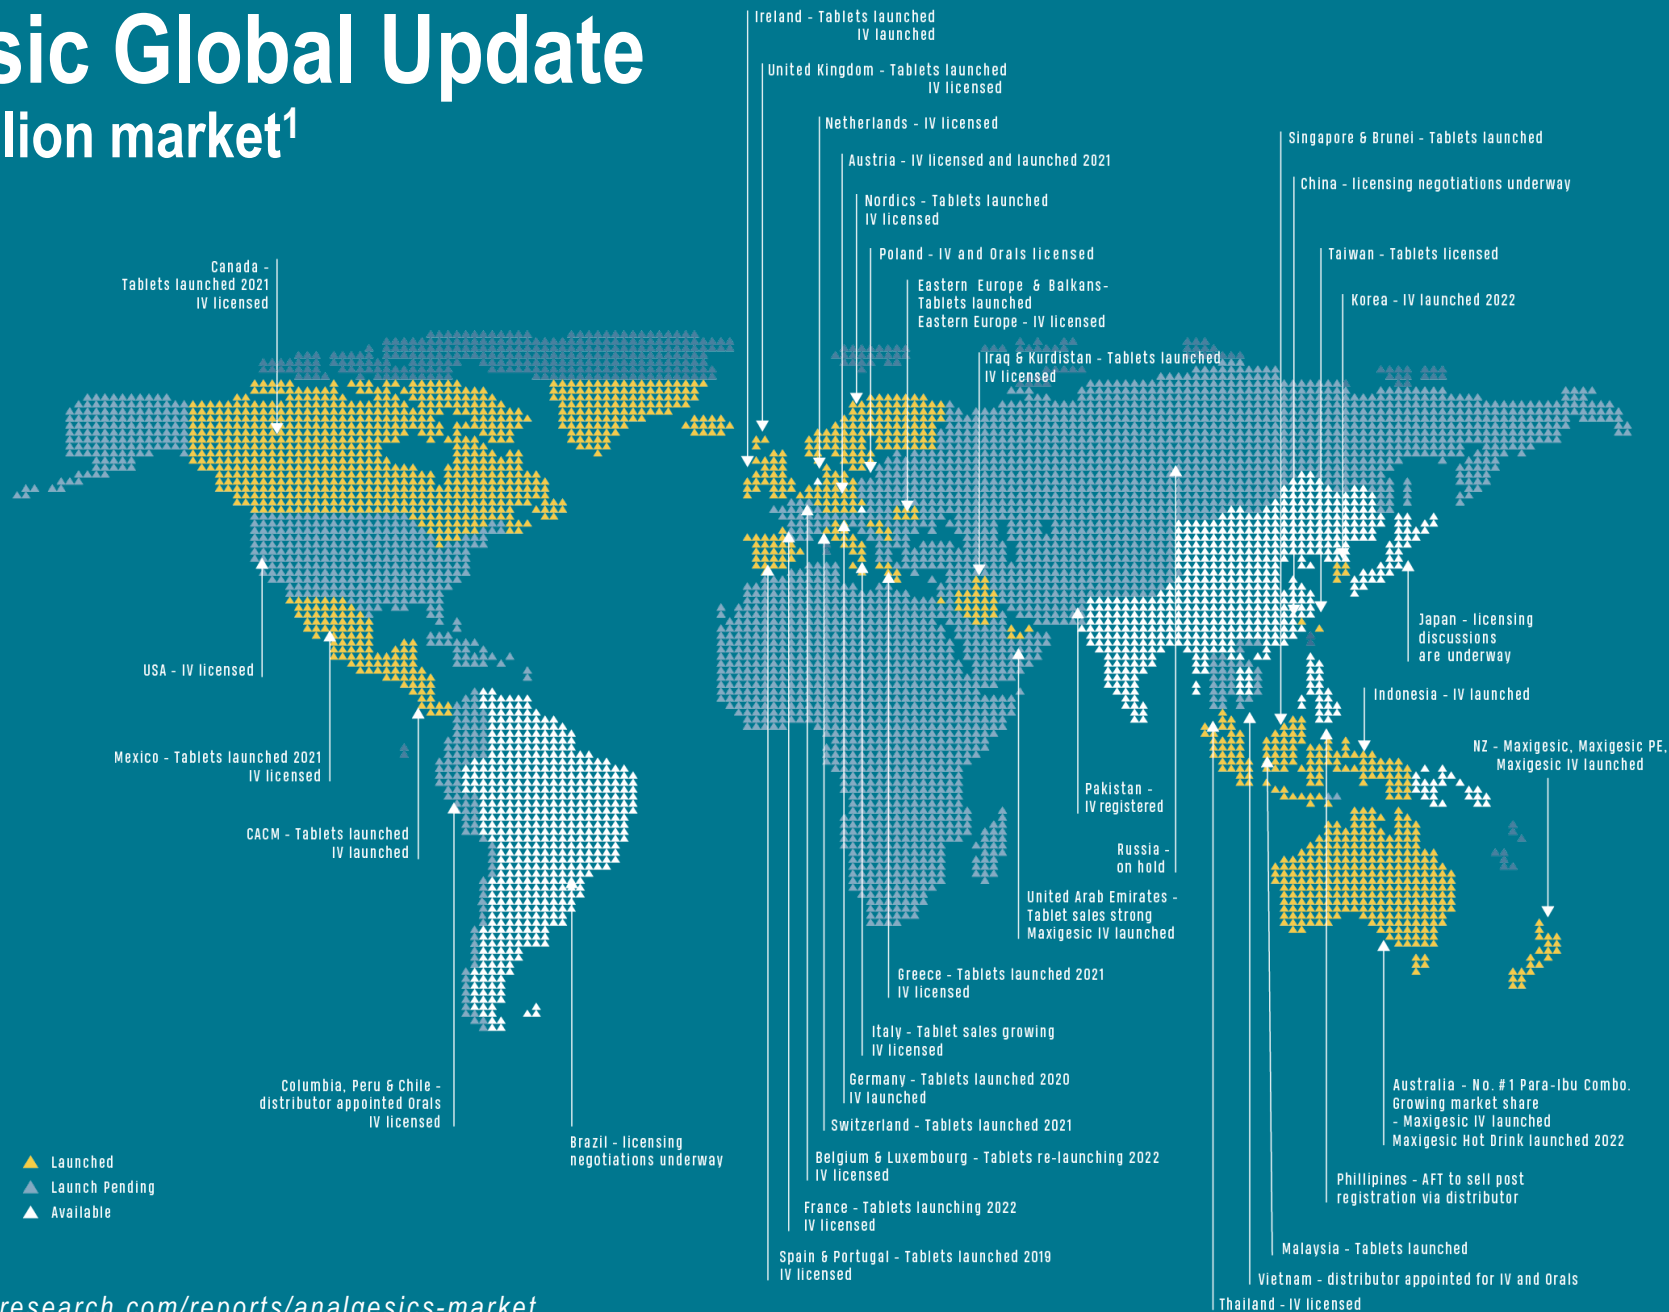 sic Global Update
llion market1
Ireland - Tablets launched
IV launched
United Kingdom - Tablets launched
IV licensed
Netherlands - IV licensed
Austria - IV licensed and launched 2021
Nordics - Tablets launched
IV licensed
Poland - IV and Orals licensed
Eastern Europe & Balkans-
Tablets launched
Eastern Europe - IV licensed
Iraq & Kurdistan - Tablets launched
IV licensed
Singapore & Brunei - Tablets launched
China - licensing negotiations underway
Taiwan - Tablets licensed
Korea - IV launched 2022
Canada -
Tablets launched 2021
IV licensed
USA - IV licensed
Mexico - Tablets launched 2021
IV licensed
CACM - Tablets launched
IV launched
Columbia, Peru & Chile -
distributor appointed Orals
IV licensed
Brazil - licensing
negotiations underway
Japan - licensing
discussions
are underway
Indonesia - IV launched
NZ - Maxigesic, Maxigesic PE,
Maxigesic IV launched
Pakistan -
IV registered
Russia -
on hold
United Arab Emirates -
Tablet sales strong
Maxigesic IV launched
Greece - Tablets launched 2021
IV licensed
Italy - Tablet sales growing
IV licensed
Germany - Tablets launched 2020
IV launched
Switzerland - Tablets launched 2021
Belgium & Luxembourg - Tablets re-launching 2022
IV licensed
France - Tablets launching 2022
IV licensed
Spain & Portugal - Tablets launched 2019
IV licensed
Australia - No. #1 Para-Ibu Combo.
Growing market share
- Maxigesic IV launched
Maxigesic Hot Drink launched 2022
Phillipines - AFT to sell post
registration via distributor
Malaysia - Tablets launched
Vietnam - distributor appointed for IV and Orals
Thailand - IV licensed
Launched
Launch Pending
Available
research.com/reports/analgesics-market